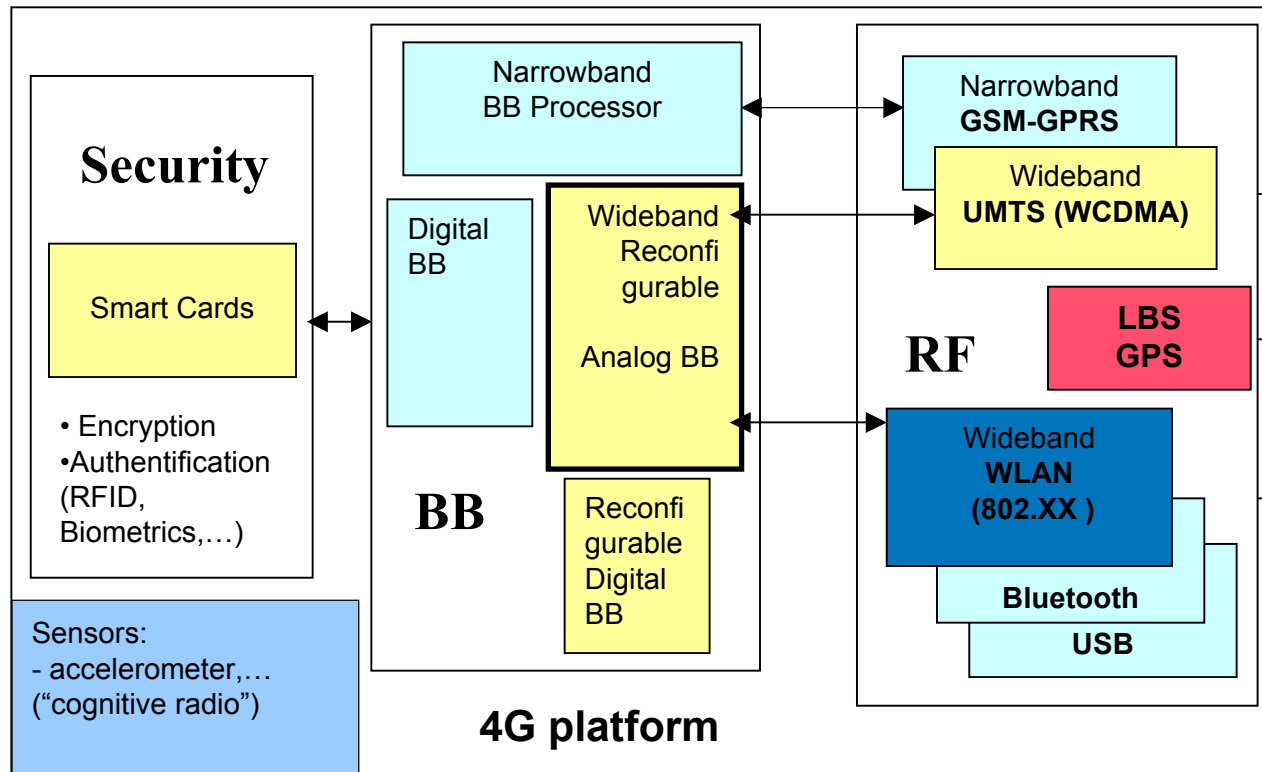 Security
Smart Cards
• Encryption
•Authentification
(RFID,
Biometrics,…)
Sensors:
- accelerometer,…
(“cognitive radio”)
Narrowband
BB Processor
Digital
BB
Wideband
Reconfi
gurable
Analog BB
BB
Reconfi
gurable
Digital
BB
4G platform
Narrowband
GSM-GPRS
Wideband
UMTS (WCDMA)
LBS
GPS
RF
Wideband
WLAN
(802.XX )
Bluetooth
USB